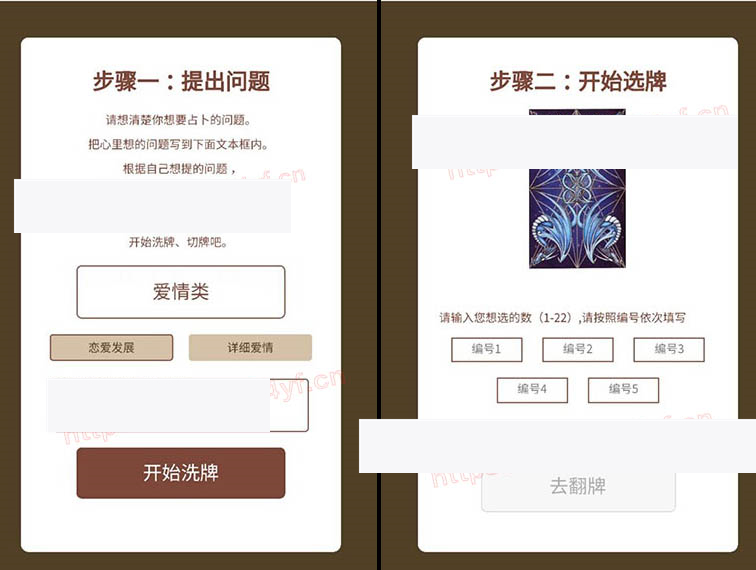 步骤一：提出问题
请想清楚你想要占卜的问题。
把心里想的问题写到下面文本框内。
根据自己想提的问题，
开始洗牌、切牌吧。
爱情类
恋爱发展
详细爱情
开始洗牌
步骤二：开始选牌
请输入您想选的数（1-22）,请按照编号依次填写
编号1
编号2
编号3
编号4
编号5
去翻牌